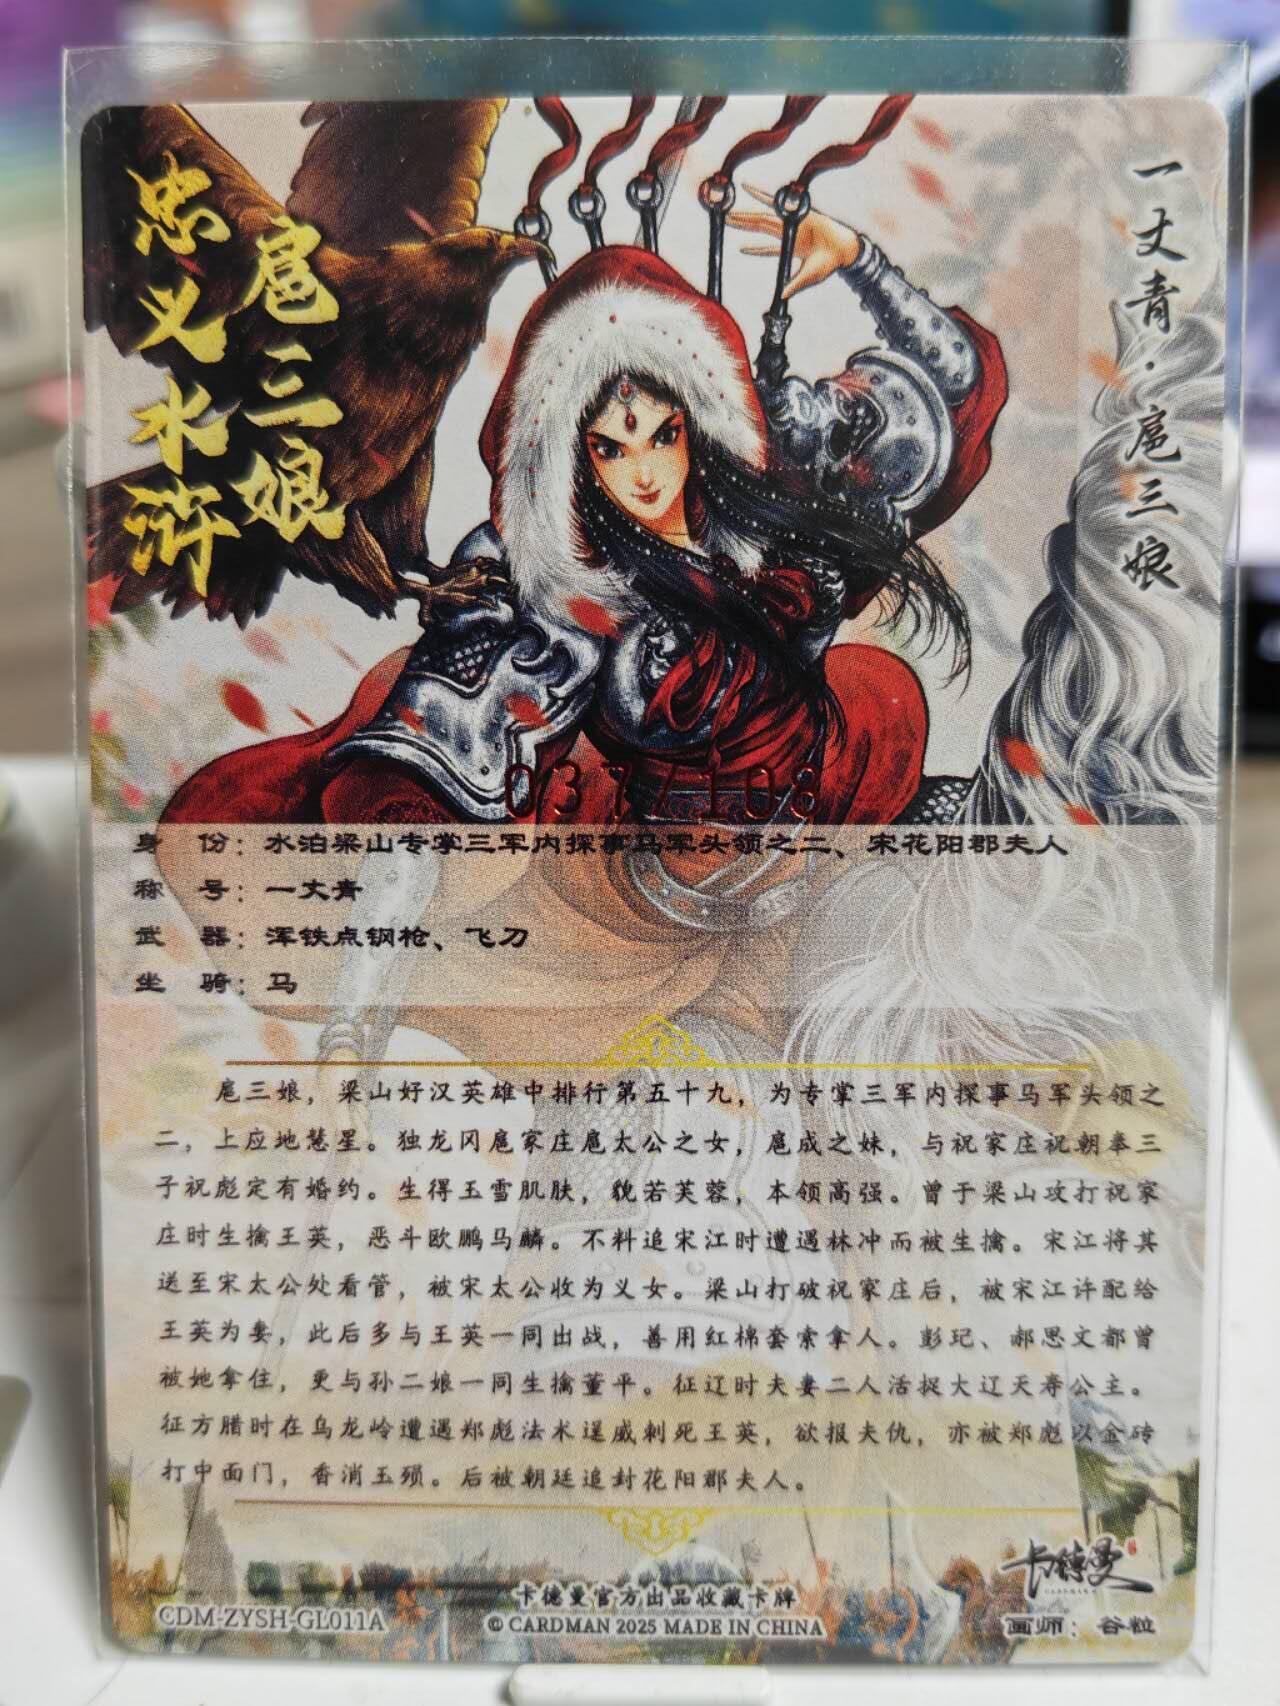 忠义水浒
扈三娘
一丈青·扈三娘
037/108
身 份：水泊梁山专掌三军内探事马军头领之二、宋花阳郡夫人
称 号：一丈青
武 器：浑铁点钢枪、飞刀
坐 骑：马
扈三娘，梁山好汉英雄中排行第五十九，为专掌三军内探事马军头领之
二，上应地慧星。独龙冈扈家庄扈太公之女，扈成之妹，与祝家庄祝朝奉三
子祝彪定有婚约。生得玉雪肌肤，貌若芙蓉，本领高强。曾于梁山攻打祝家
庄时生擒王英，恶斗欧鹏马麟。不料追宋江时遭遇林冲而被生擒。宋江将其
送至宋太公处看管，被宋太公收为义女。梁山打破祝家庄后，被宋江许配给
王英为妻，此后多与王英一同出战，善用红棉套索拿人。彭玘、郝思文都曾
被她拿住，更与孙二娘一同生擒董平。征辽时夫妻二人活捉大辽天寿公主。
征方腊时在乌龙岭遭遇郑彪法术逞威刺死王英，欲报夫仇，亦被郑彪以金砖
打中面门，香消玉殒。后被朝廷追封花阳郡夫人。
卡德曼
CDM-ZYSH-GL011A
卡德曼官方出品收藏卡牌
© CARDMAN 2025 MADE IN CHINA
画师：谷粒